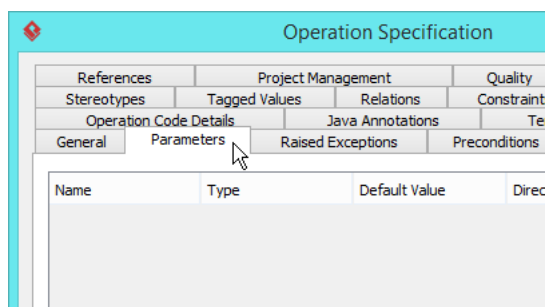 Operation Specification
References Project Management Quality
Stereotypes Tagged Values Relations Constraint
Operation Code Details Java Annotations Te
General Parameters Raised Exceptions Preconditions
Name Type Default Value Direc